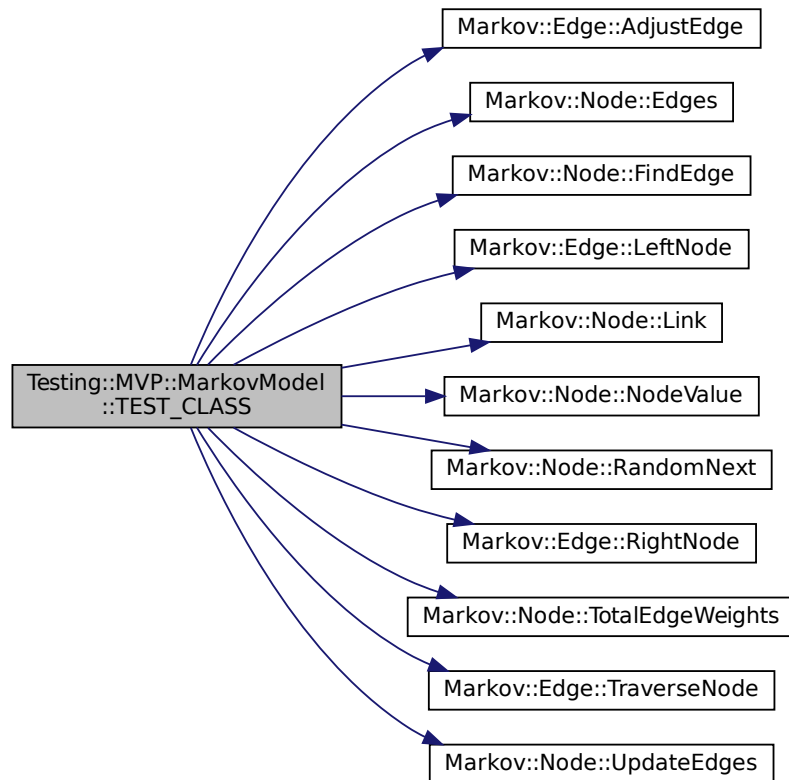 Testing::MVP::MarkovModel
::TEST_CLASS
Markov::Edge::AdjustEdge
Markov::Node::Edges
Markov::Node::FindEdge
Markov::Edge::LeftNode
Markov::Node::Link
Markov::Node::NodeValue
Markov::Node::RandomNext
Markov::Edge::RightNode
Markov::Node::TotalEdgeWeights
Markov::Edge::TraverseNode
Markov::Node::UpdateEdges